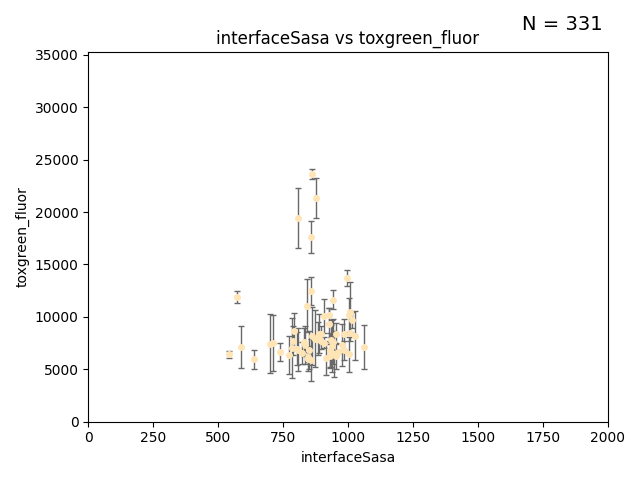 N = 331
interfaceSasa vs toxgreen_fluor
35000
30000
25000
20000
15000
10000
5000
0
toxgreen_fluor
0 250 500 750 1000 1250 1500 1750 2000
interfaceSasa